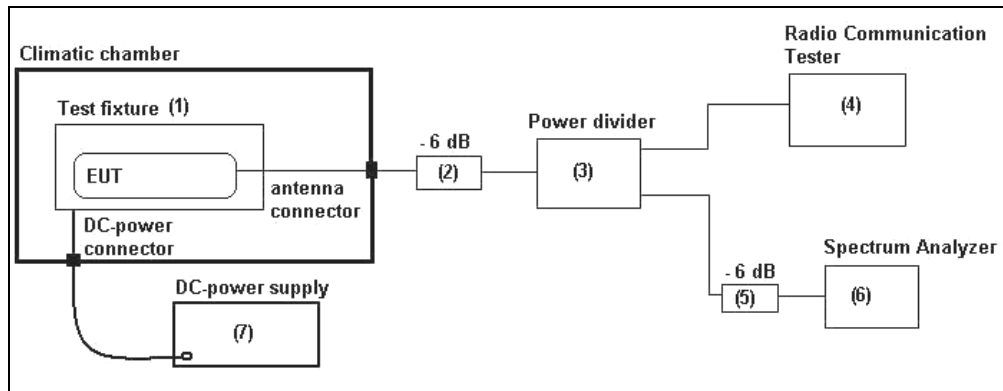 Climatic chamber
Test fixture (1)
EUT
antenna
connector
DC-power
connector
DC-power supply
(7)
- 6 dB
(2)
Power divider
(3)
Radio Communication
Tester
(4)
- 6 dB
(5)
Spectrum Analyzer
(6)